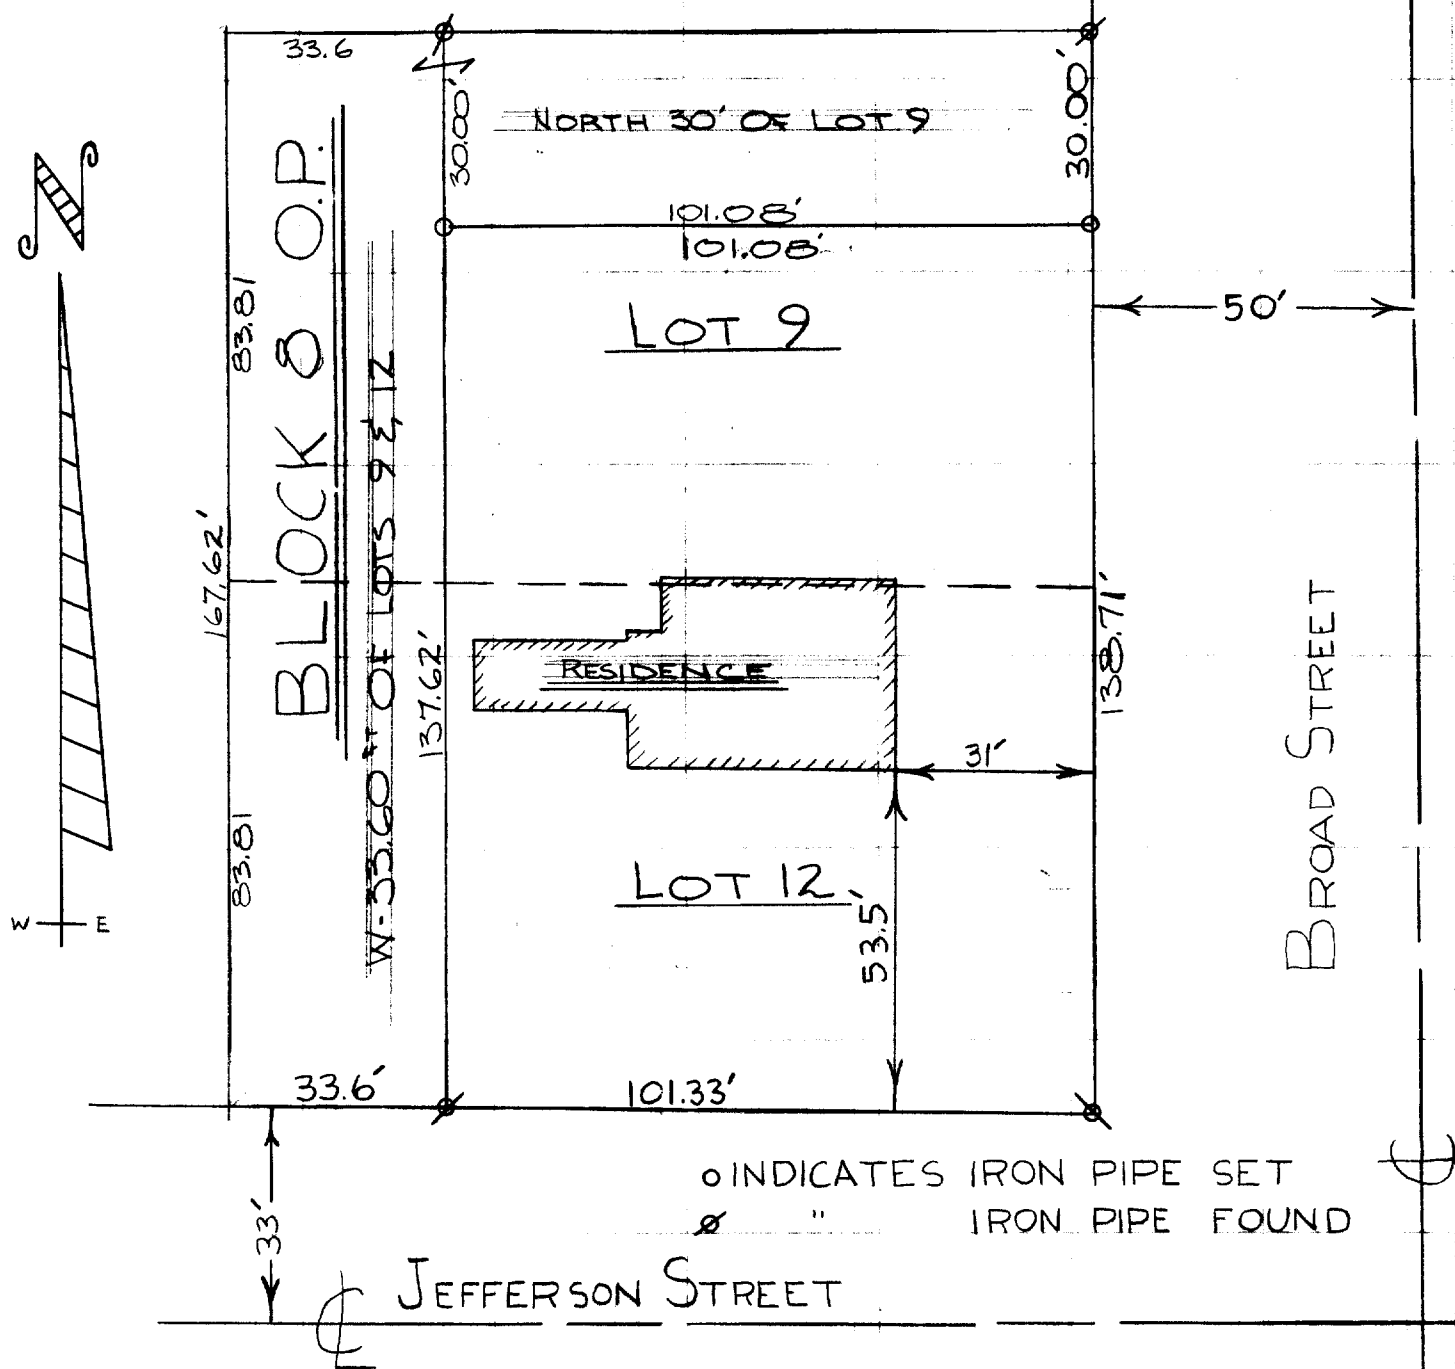 33.6
30.00'
30.00'
NORTH 30' OF LOT 9
101.08'
101.08'
N
BLOCK 8 O.P.
W-33.60 FT OF LOTS 9 & 12
83.81
LOT 9
50'
167.62'
137.62'
RESIDENCE
138.71'
31'
BROAD STREET
83.81
LOT 12
53.5'
W E
33.6'
101.33'
33'
o INDICATES IRON PIPE SET
ø " IRON PIPE FOUND
℄
℄ JEFFERSON STREET